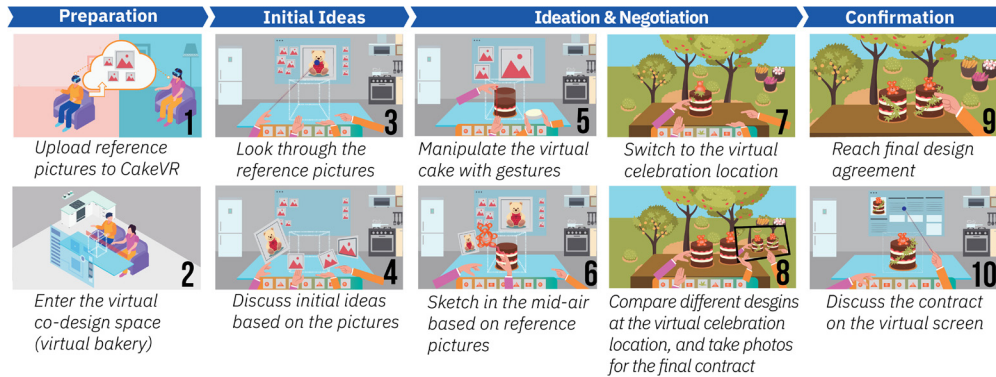 Preparation
Initial Ideas
Ideation & Negotiation
Confirmation
1
Upload reference
pictures to CakeVR
3
Look through the
reference pictures
5
Manipulate the virtual
cake with gestures
7
Switch to the virtual
celebration location
9
Reach final design
agreement
2
Enter the virtual
co-design space
(virtual bakery)
4
Discuss initial ideas
based on the pictures
6
Sketch in the mid-air
based on reference
pictures
8
Compare different desgins
at the virtual celebration
location, and take photos
for the final contract
10
Discuss the contract
on the virtual screen